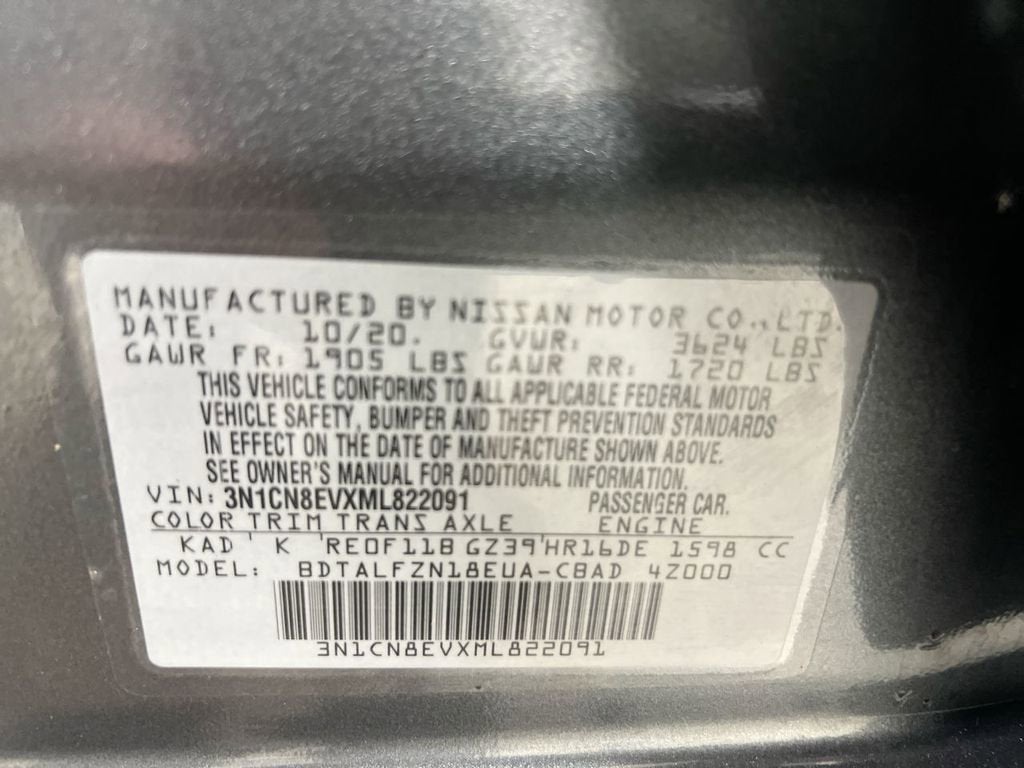 MANUFACTURED BY NISSAN MOTOR CO., LTD.
DATE: 10/20. GVWR: 3624 LBS
GAWR FR: 1905 LBS GAWR RR: 1720 LBS
THIS VEHICLE CONFORMS TO ALL APPLICABLE FEDERAL MOTOR
VEHICLE SAFETY, BUMPER AND THEFT PREVENTION STANDARDS
IN EFFECT ON THE DATE OF MANUFACTURE SHOWN ABOVE.
SEE OWNER'S MANUAL FOR ADDITIONAL INFORMATION.
VIN: 3N1CN8EVXML822091 PASSENGER CAR.
COLOR TRIM TRANS AXLE ENGINE
KAD K RE0F11B GZ39 HR16DE 1598 CC
MODEL: BDTALFZN18EUA-CBAD 4Z000
3N1CN8EVXML822091